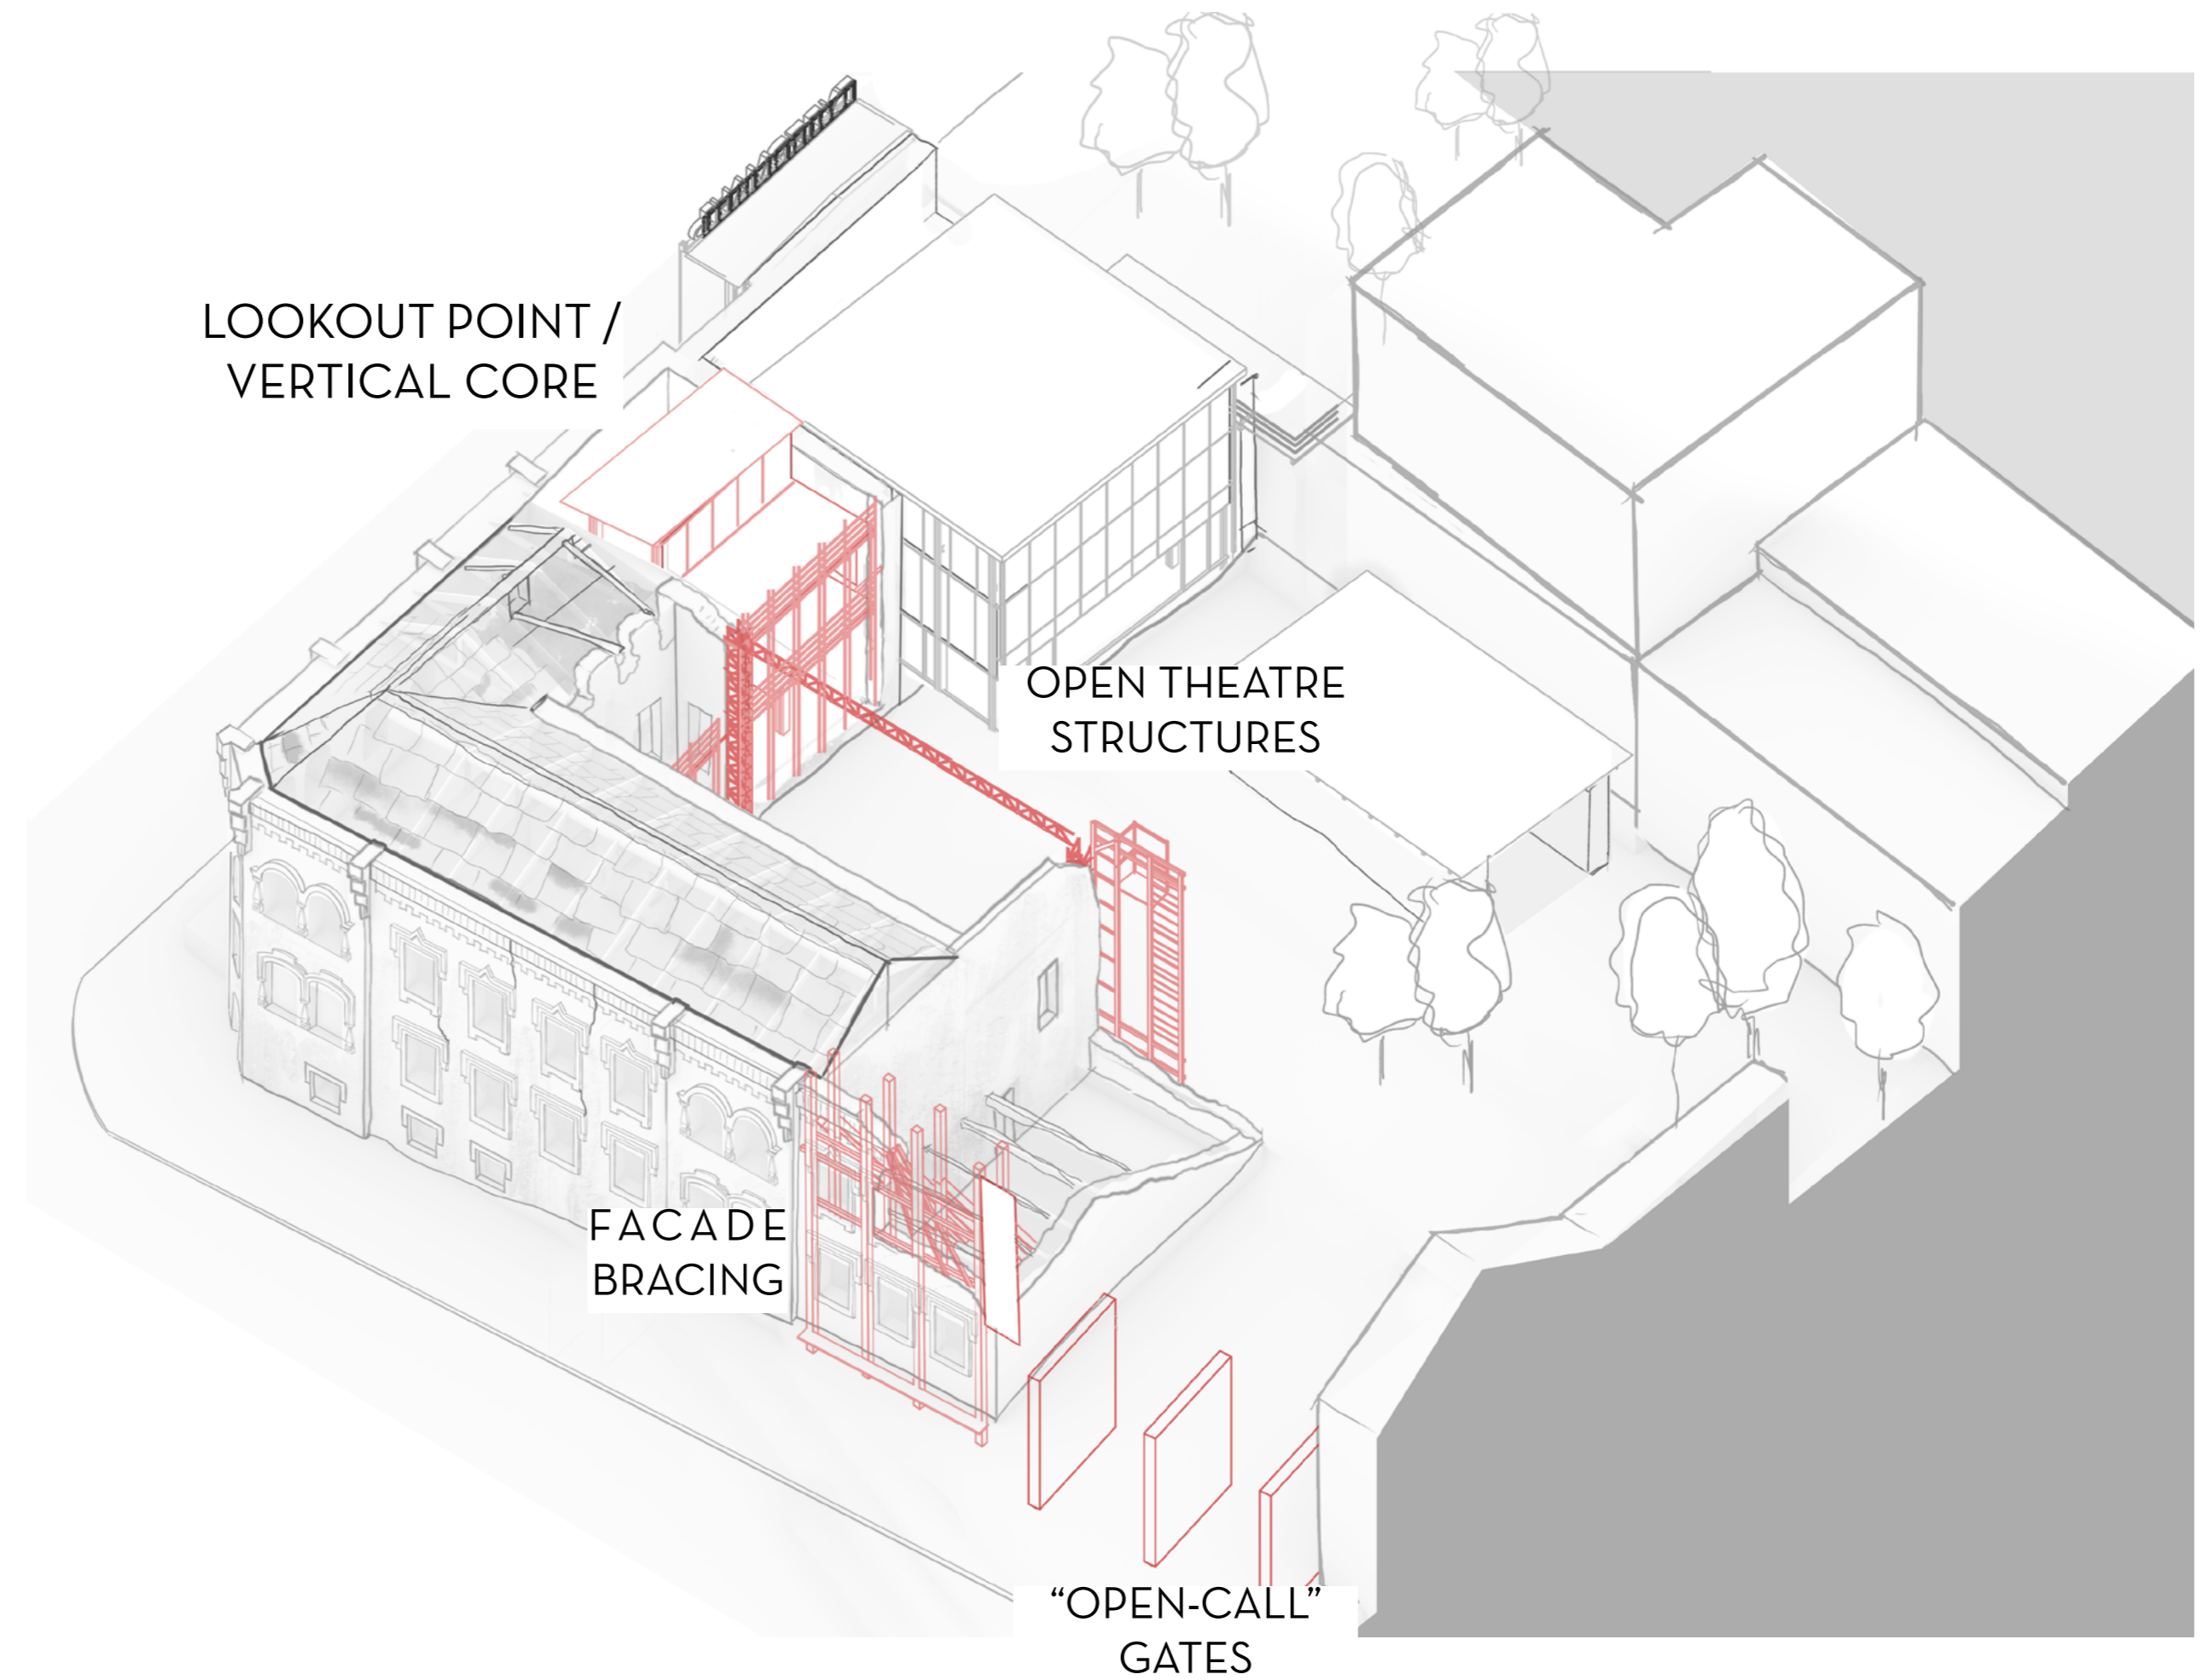 LOOKOUT POINT /
VERTICAL CORE
OPEN THEATRE
STRUCTURES
FACADE
BRACING
“OPEN-CALL”
GATES